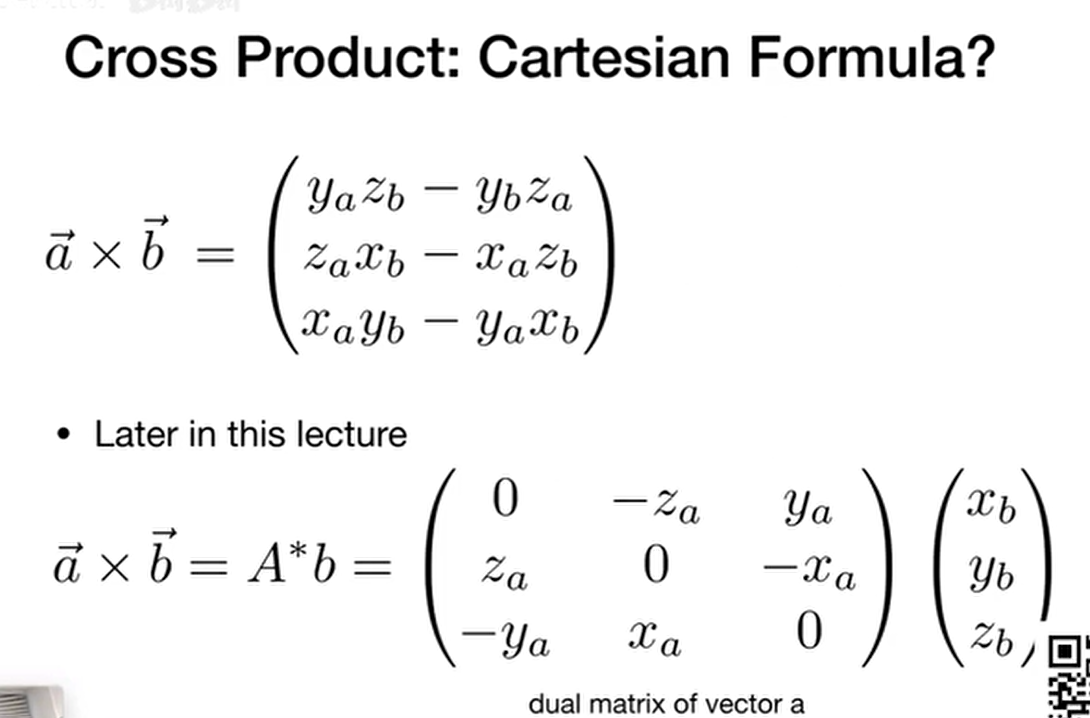 Cross Product: Cartesian Formula?
$\vec{a} \times \vec{b} = \begin{pmatrix} y_a z_b - y_b z_a \\ z_a x_b - x_a z_b \\ x_a y_b - y_a x_b \end{pmatrix}$
• Later in this lecture
$\vec{a} \times \vec{b} = A^* b = \begin{pmatrix} 0 & -z_a & y_a \\ z_a & 0 & -x_a \\ -y_a & x_a & 0 \end{pmatrix} \begin{pmatrix} x_b \\ y_b \\ z_b \end{pmatrix}$
dual matrix of vector a